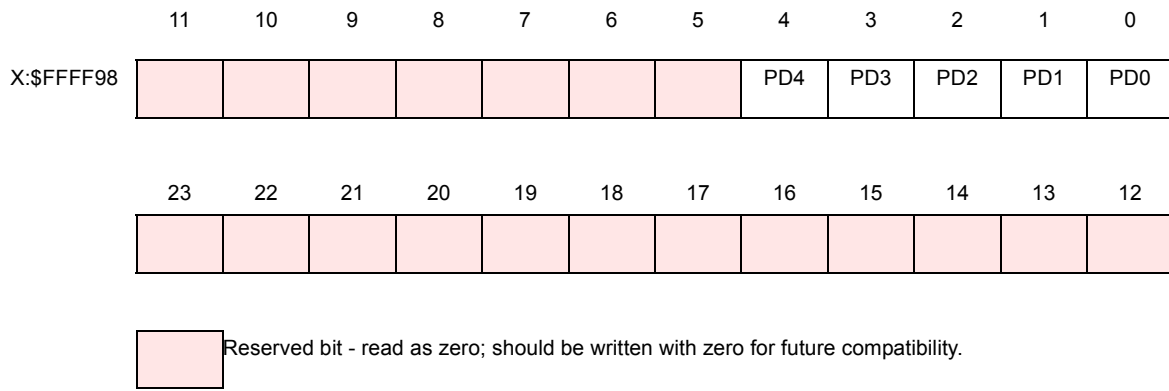 11 10 9 8 7 6 5 4 3 2 1 0
X:$FFFF98 PD4 PD3 PD2 PD1 PD0
23 22 21 20 19 18 17 16 15 14 13 12
Reserved bit - read as zero; should be written with zero for future compatibility.